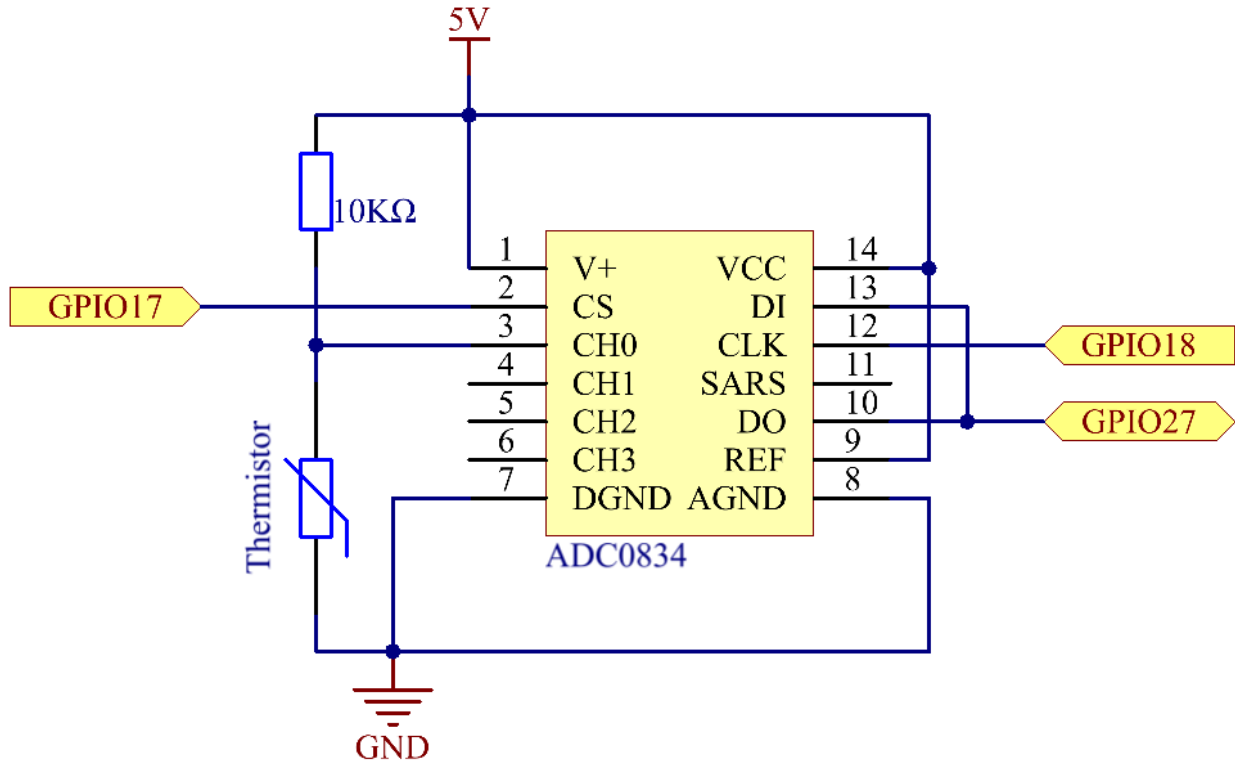 5V
10KΩ
GPIO17
1
V+
VCC
14
2
CS
DI
13
3
CH0
CLK
12
GPIO18
4
CH1
SARS
11
5
CH2
DO
10
GPIO27
6
CH3
REF
9
7
DGND
AGND
8
Thermistor
ADC0834
GND